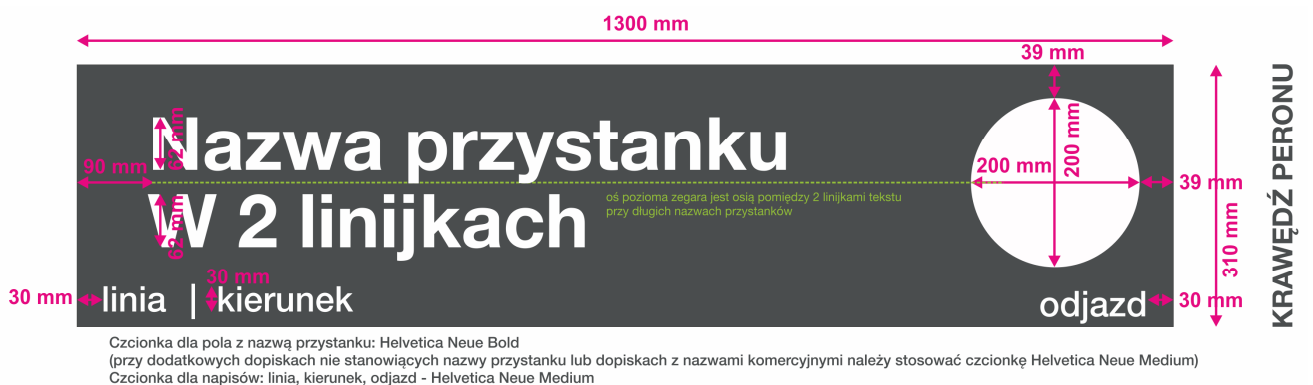 1300 mm
39 mm
Nazwa przystanku
62 mm
90 mm
200 mm
200 mm
39 mm
W 2 linijkach
62 mm
oś pozioma zegara jest osią pomiędzy 2 linijkami tekstu
przy długich nazwach przystanków
310 mm
KRAWĘDŹ PERONU
30 mm
30 mm
linia | kierunek
odjazd
30 mm
Czcionka dla pola z nazwą przystanku: Helvetica Neue Bold
(przy dodatkowych dopiskach nie stanowiących nazwy przystanku lub dopiskach z nazwami komercyjnymi należy stosować czcionkę Helvetica Neue Medium)
Czcionka dla napisów: linia, kierunek, odjazd - Helvetica Neue Medium